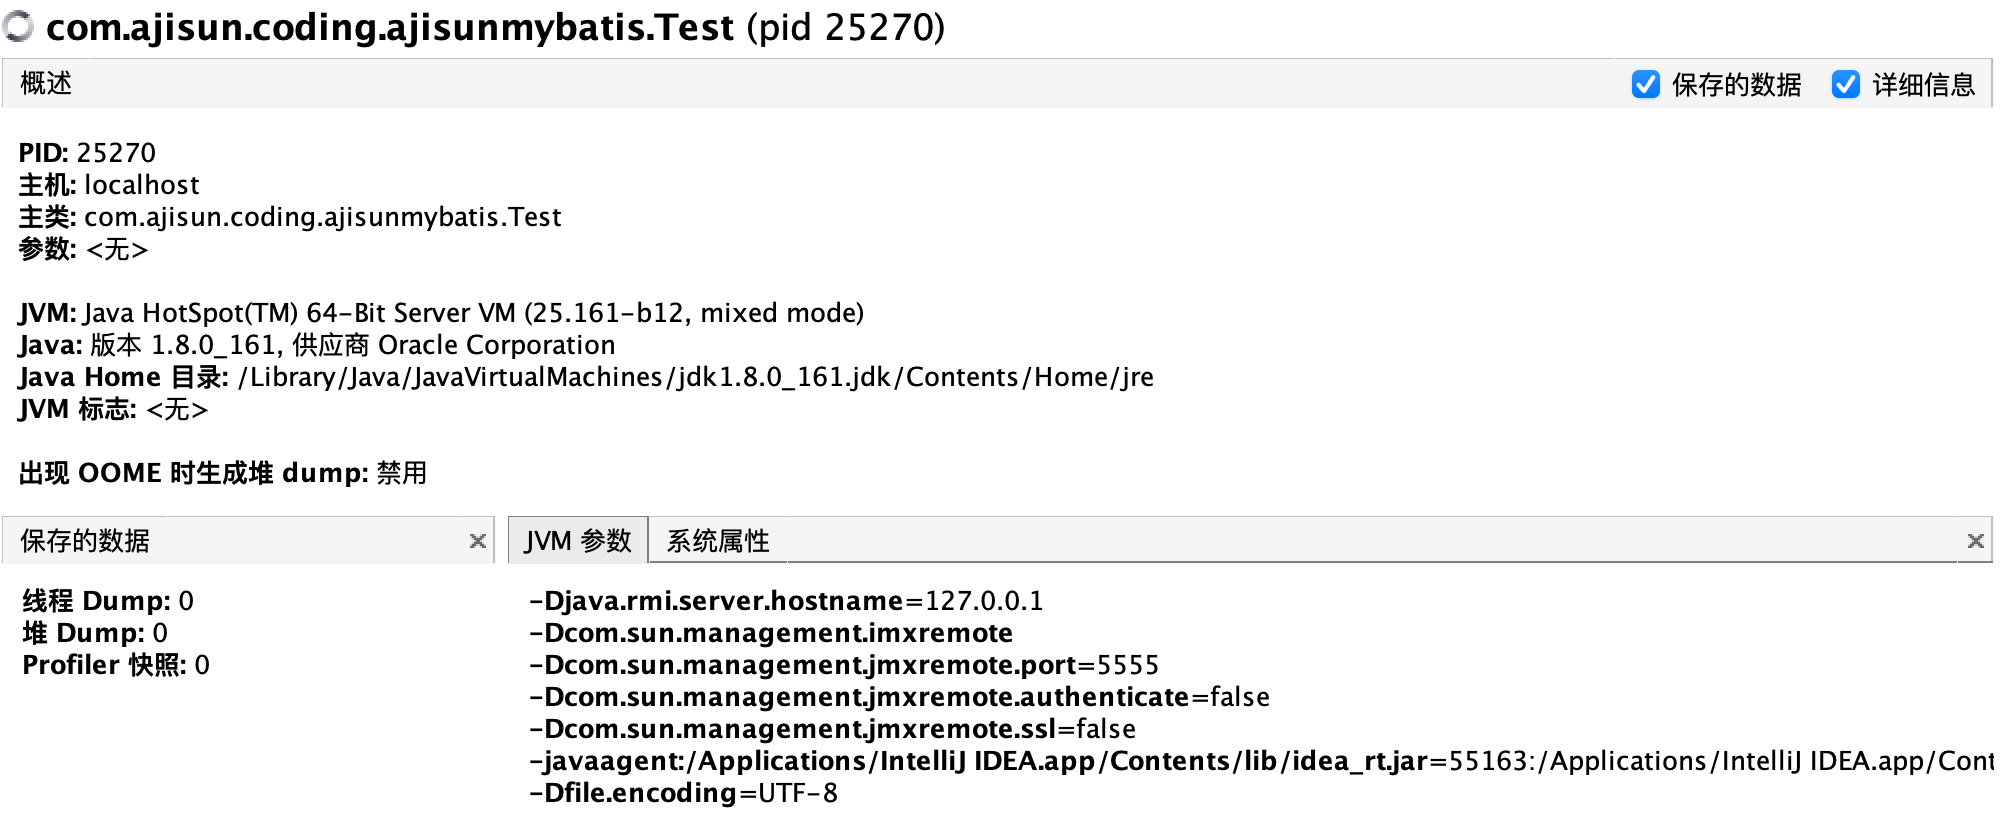 com.ajisun.coding.ajisunmybatis.Test (pid 25270)
概述 保存的数据 详细信息
PID: 25270
主机: localhost
主类: com.ajisun.coding.ajisunmybatis.Test
参数: <无>
JVM: Java HotSpot(TM) 64-Bit Server VM (25.161-b12, mixed mode)
Java: 版本 1.8.0_161, 供应商 Oracle Corporation
Java Home 目录: /Library/Java/JavaVirtualMachines/jdk1.8.0_161.jdk/Contents/Home/jre
JVM 标志: <无>
出现 OOME 时生成堆 dump: 禁用
保存的数据
线程 Dump: 0
堆 Dump: 0
Profiler 快照: 0
JVM 参数 系统属性
-Djava.rmi.server.hostname=127.0.0.1
-Dcom.sun.management.imxremote
-Dcom.sun.management.jmxremote.port=5555
-Dcom.sun.management.jmxremote.authenticate=false
-Dcom.sun.management.jmxremote.ssl=false
-javaagent:/Applications/IntelliJ IDEA.app/Contents/lib/idea_rt.jar=55163:/Applications/IntelliJ IDEA.app/Cont
-Dfile.encoding=UTF-8